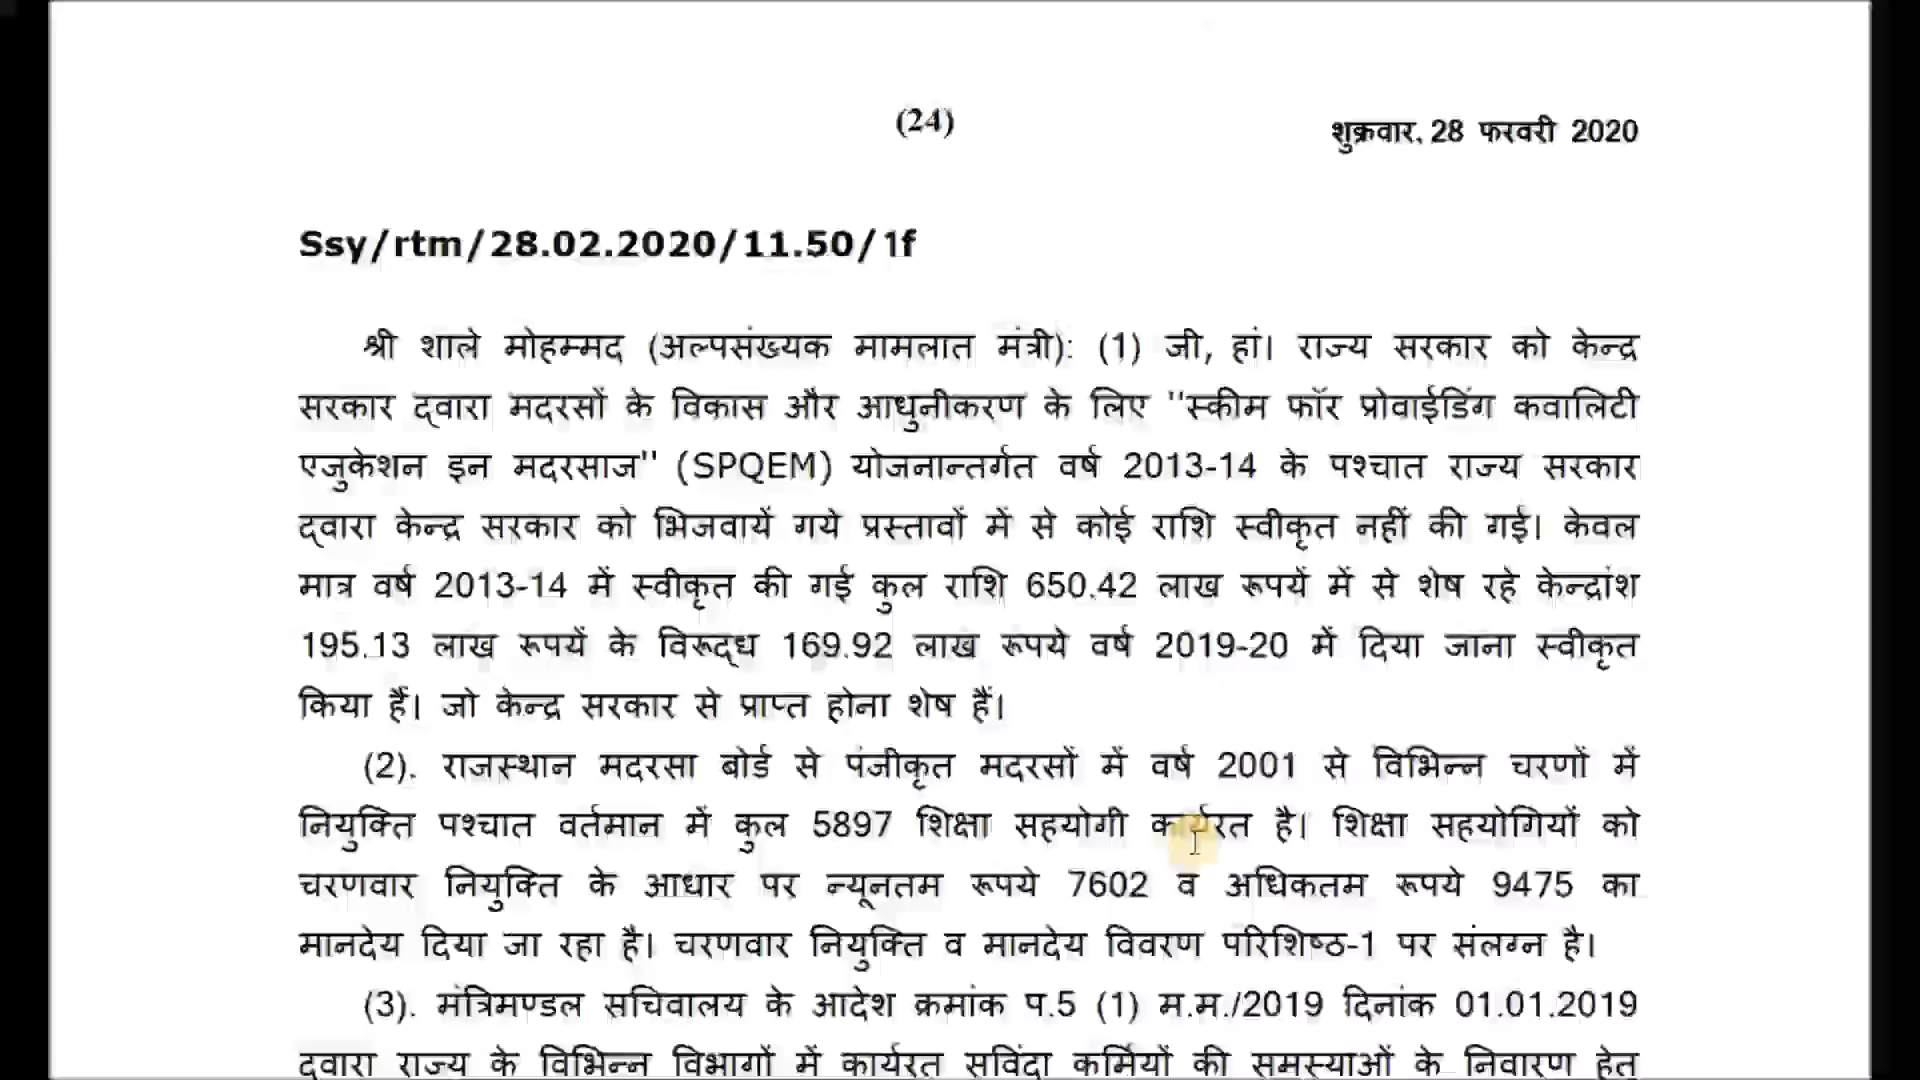 (24)
शुक्रवार, 28 फरवरी 2020
Ssy/rtm/28.02.2020/11.50/1f
श्री शाले मोहम्मद (अल्पसंख्यक मामलात मंत्री): (1) जी, हां। राज्य सरकार को केन्द्र
सरकार द्वारा मदरसों के विकास और आधुनीकरण के लिए "स्कीम फॉर प्रोवाईडिंग कवालिटी
एजुकेशन इन मदरसाज" (SPQEM) योजनान्तर्गत वर्ष 2013-14 के पश्चात राज्य सरकार
द्वारा केन्द्र सरकार को भिजवायें गये प्रस्तावों में से कोई राशि स्वीकृत नहीं की गई। केवल
मात्र वर्ष 2013-14 में स्वीकृत की गई कुल राशि 650.42 लाख रूपयें में से शेष रहे केन्द्रांश
195.13 लाख रूपयें के विरूद्ध 169.92 लाख रूपये वर्ष 2019-20 में दिया जाना स्वीकृत
किया हैं। जो केन्द्र सरकार से प्राप्त होना शेष हैं।
(2). राजस्थान मदरसा बोर्ड से पंजीकृत मदरसों में वर्ष 2001 से विभिन्न चरणों में
नियुक्ति पश्चात वर्तमान में कुल 5897 शिक्षा सहयोगी कार्यरत है। शिक्षा सहयोगियों को
चरणवार नियुक्ति के आधार पर न्यूनतम रूपये 7602 व अधिकतम रूपये 9475 का
मानदेय दिया जा रहा है। चरणवार नियुक्ति व मानदेय विवरण परिशिष्ठ-1 पर संलग्न है।
(3). मंत्रिमण्डल सचिवालय के आदेश क्रमांक प.5 (1) म.म./2019 दिनांक 01.01.2019
द्वारा राज्य के विभिन्न विभागों में कार्यरत संविदा कर्मियों की समस्याओं के निवारण हेतु